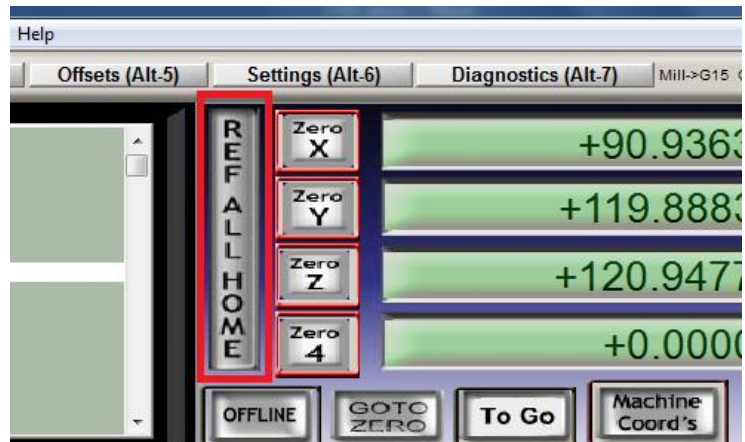 Help
Offsets (Alt-5) Settings (Alt-6) Diagnostics (Alt-7) Mill->G15
REF ALL HOME
Zero X +90.9363
Zero Y +119.8883
Zero Z +120.9477
Zero 4 +0.0000
OFFLINE GOTO ZERO To Go Machine Coord's